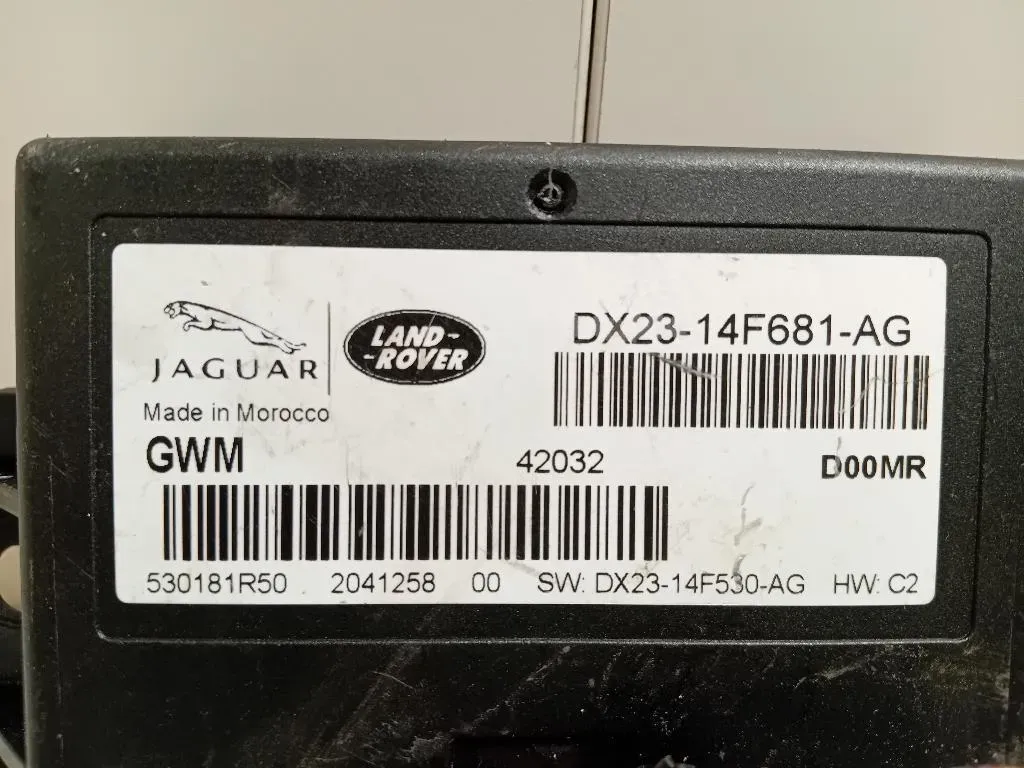 JAGUAR
LAND-
-ROVER
DX23-14F681-AG
Made in Morocco
GWM 42032 D00MR
530181R50 2041258 00 SW: DX23-14F530-AG HW: C2